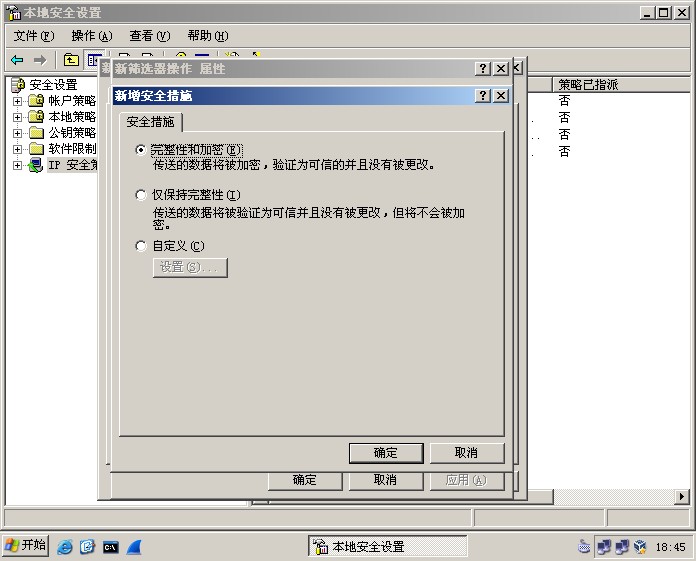 本地安全设置
文件(F) 操作(A) 查看(V) 帮助(H)
新筛选器操作 属性
新增安全措施
安全措施
完整性和加密(E)
传送的数据将被加密，验证为可信的并且没有被更改。
仅保持完整性(I)
传送的数据将被验证为可信并且没有被更改，但将不会被加
密。
自定义(C)
设置(S)...
确定 取消
确定 取消 应用(A)
安全设置
帐户策略
本地策略
公钥策略
软件限制
IP 安全策
策略已指派
否
否
否
否
开始
C:\
本地安全设置
18:45